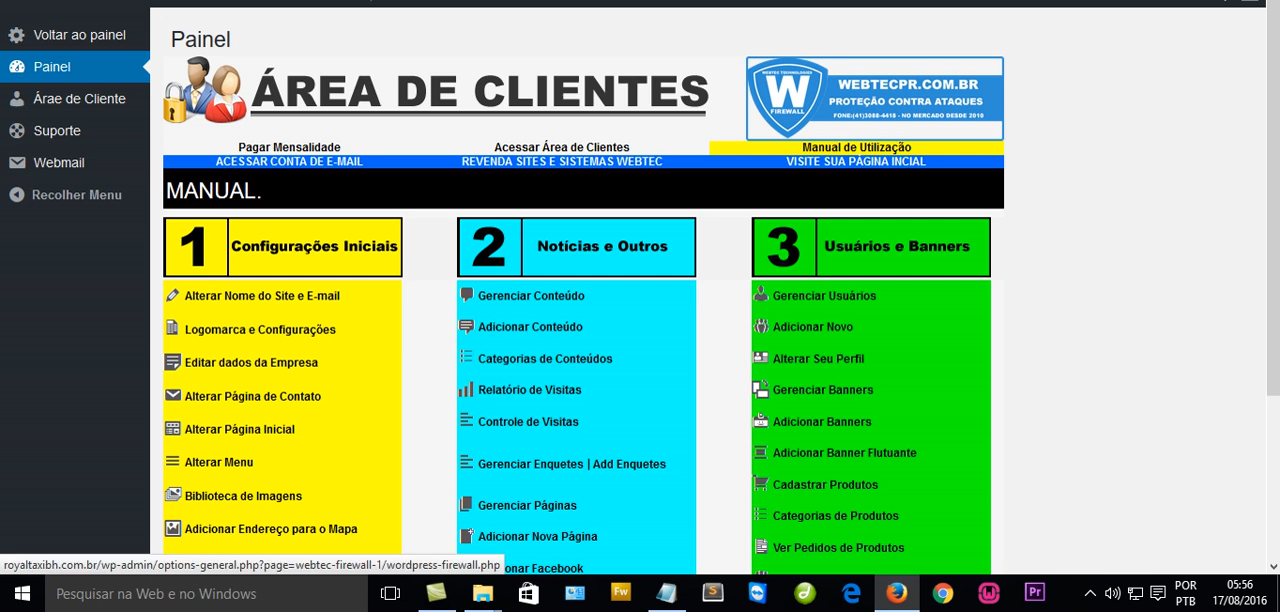 Voltar ao painel
Painel
Árae de Cliente
Suporte
Webmail
Recolher Menu
Painel
ÁREA DE CLIENTES
WEBTEC TECHNOLOGIES
W
FIREWALL
WEBTECPR.COM.BR
PROTEÇÃO CONTRA ATAQUES
FONE:(41)3088-4418 - NO MERCADO DESDE 2010
Pagar Mensalidade
Acessar Área de Clientes
Manual de Utilização
ACESSAR CONTA DE E-MAIL
REVENDA SITES E SISTEMAS WEBTEC
VISITE SUA PÁGINA INCIAL
MANUAL.
1 Configurações Iniciais
Alterar Nome do Site e E-mail
Logomarca e Configurações
Editar dados da Empresa
Alterar Página de Contato
Alterar Página Inicial
Alterar Menu
Biblioteca de Imagens
Adicionar Endereço para o Mapa
2 Notícias e Outros
Gerenciar Conteúdo
Adicionar Conteúdo
Categorias de Conteúdos
Relatório de Visitas
Controle de Visitas
Gerenciar Enquetes | Add Enquetes
Gerenciar Páginas
Adicionar Nova Página
onar Facebook
3 Usuários e Banners
Gerenciar Usuários
Adicionar Novo
Alterar Seu Perfil
Gerenciar Banners
Adicionar Banners
Adicionar Banner Flutuante
Cadastrar Produtos
Categorias de Produtos
Ver Pedidos de Produtos
royaltaxibh.com.br/wp-admin/options-general.php?page=webtec-firewall-1/wordpress-firewall.php
Pesquisar na Web e no Windows
Fw
S
Pr
POR
PTB
05:56
17/08/2016